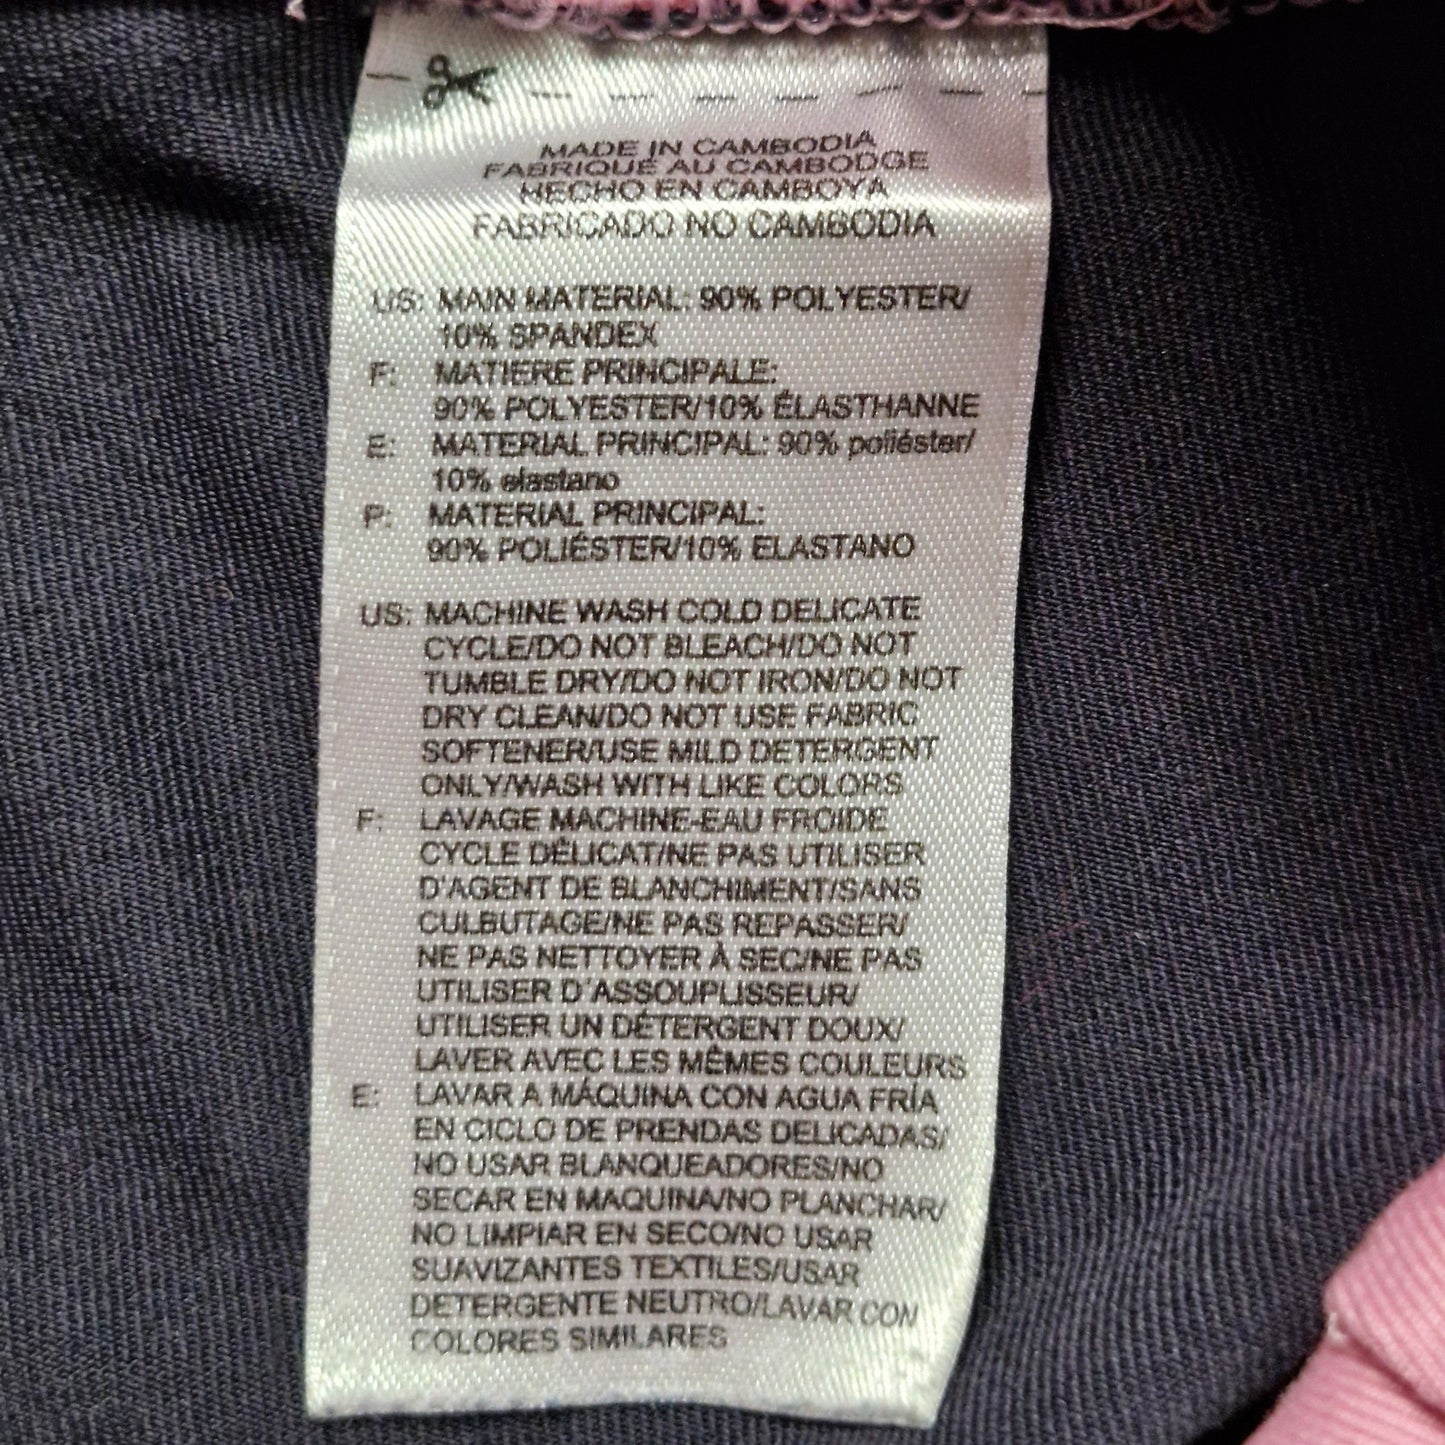 MADE IN CAMBODIA
FABRIQUÉ AU CAMBODGE
HECHO EN CAMBOYA
FABRICADO NO CAMBODIA
US: MAIN MATERIAL: 90% POLYESTER/
10% SPANDEX
F: MATIERE PRINCIPALE:
90% POLYESTER/10% ÉLASTHANNE
E: MATERIAL PRINCIPAL: 90% poliéster/
10% elastano
P: MATERIAL PRINCIPAL:
90% POLIÉSTER/10% ELASTANO
US: MACHINE WASH COLD DELICATE
CYCLE/DO NOT BLEACH/DO NOT
TUMBLE DRY/DO NOT IRON/DO NOT
DRY CLEAN/DO NOT USE FABRIC
SOFTENER/USE MILD DETERGENT
ONLY/WASH WITH LIKE COLORS
F: LAVAGE MACHINE-EAU FROIDE
CYCLE DÉLICAT/NE PAS UTILISER
D'AGENT DE BLANCHIMENT/SANS
CULBUTAGE/NE PAS REPASSER/
NE PAS NETTOYER À SEC/NE PAS
UTILISER D'ASSOUPLISSEUR/
UTILISER UN DÉTERGENT DOUX/
LAVER AVEC LES MÊMES COULEURS
E: LAVAR A MÁQUINA CON AGUA FRÍA
EN CICLO DE PRENDAS DELICADAS/
NO USAR BLANQUEADORES/NO
SECAR EN MAQUINA/NO PLANCHAR/
NO LIMPIAR EN SECO/NO USAR
SUAVIZANTES TEXTILES/USAR
DETERGENTE NEUTRO/LAVAR CON
COLORES SIMILARES